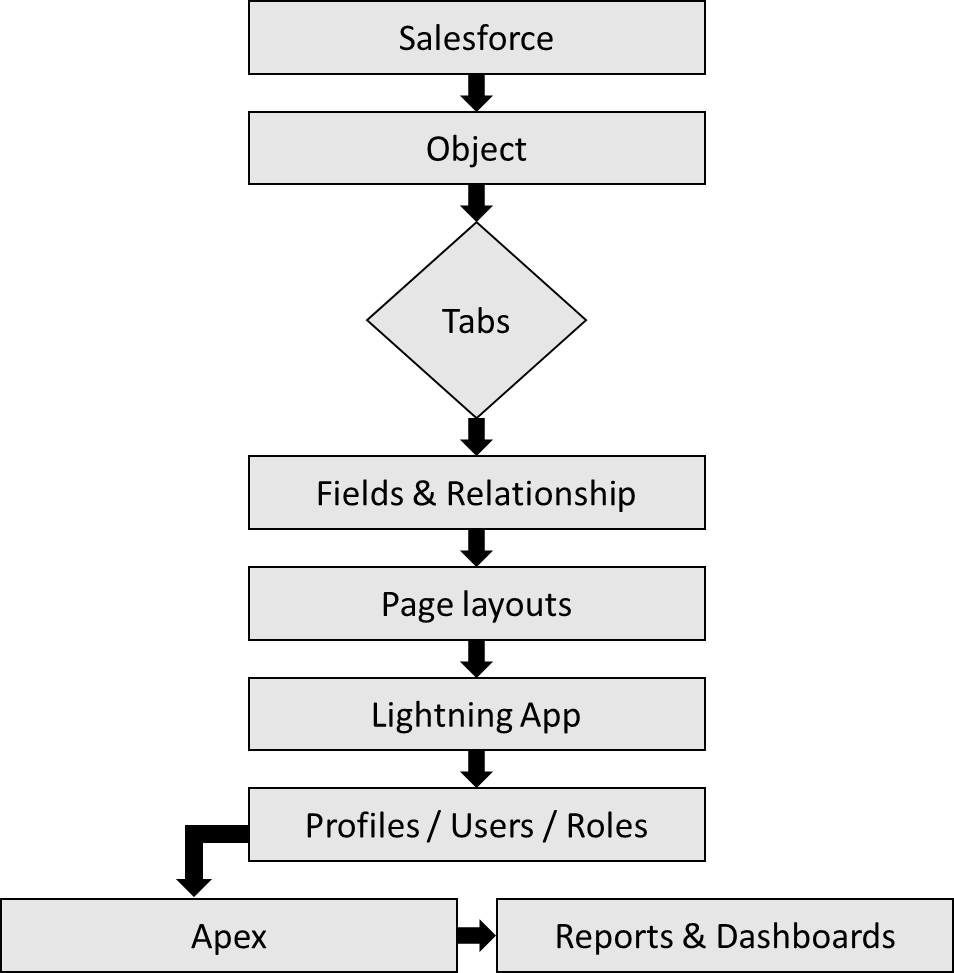 Salesforce
Object
Tabs
Fields & Relationship
Page layouts
Lightning App
Profiles / Users / Roles
Apex
Reports & Dashboards